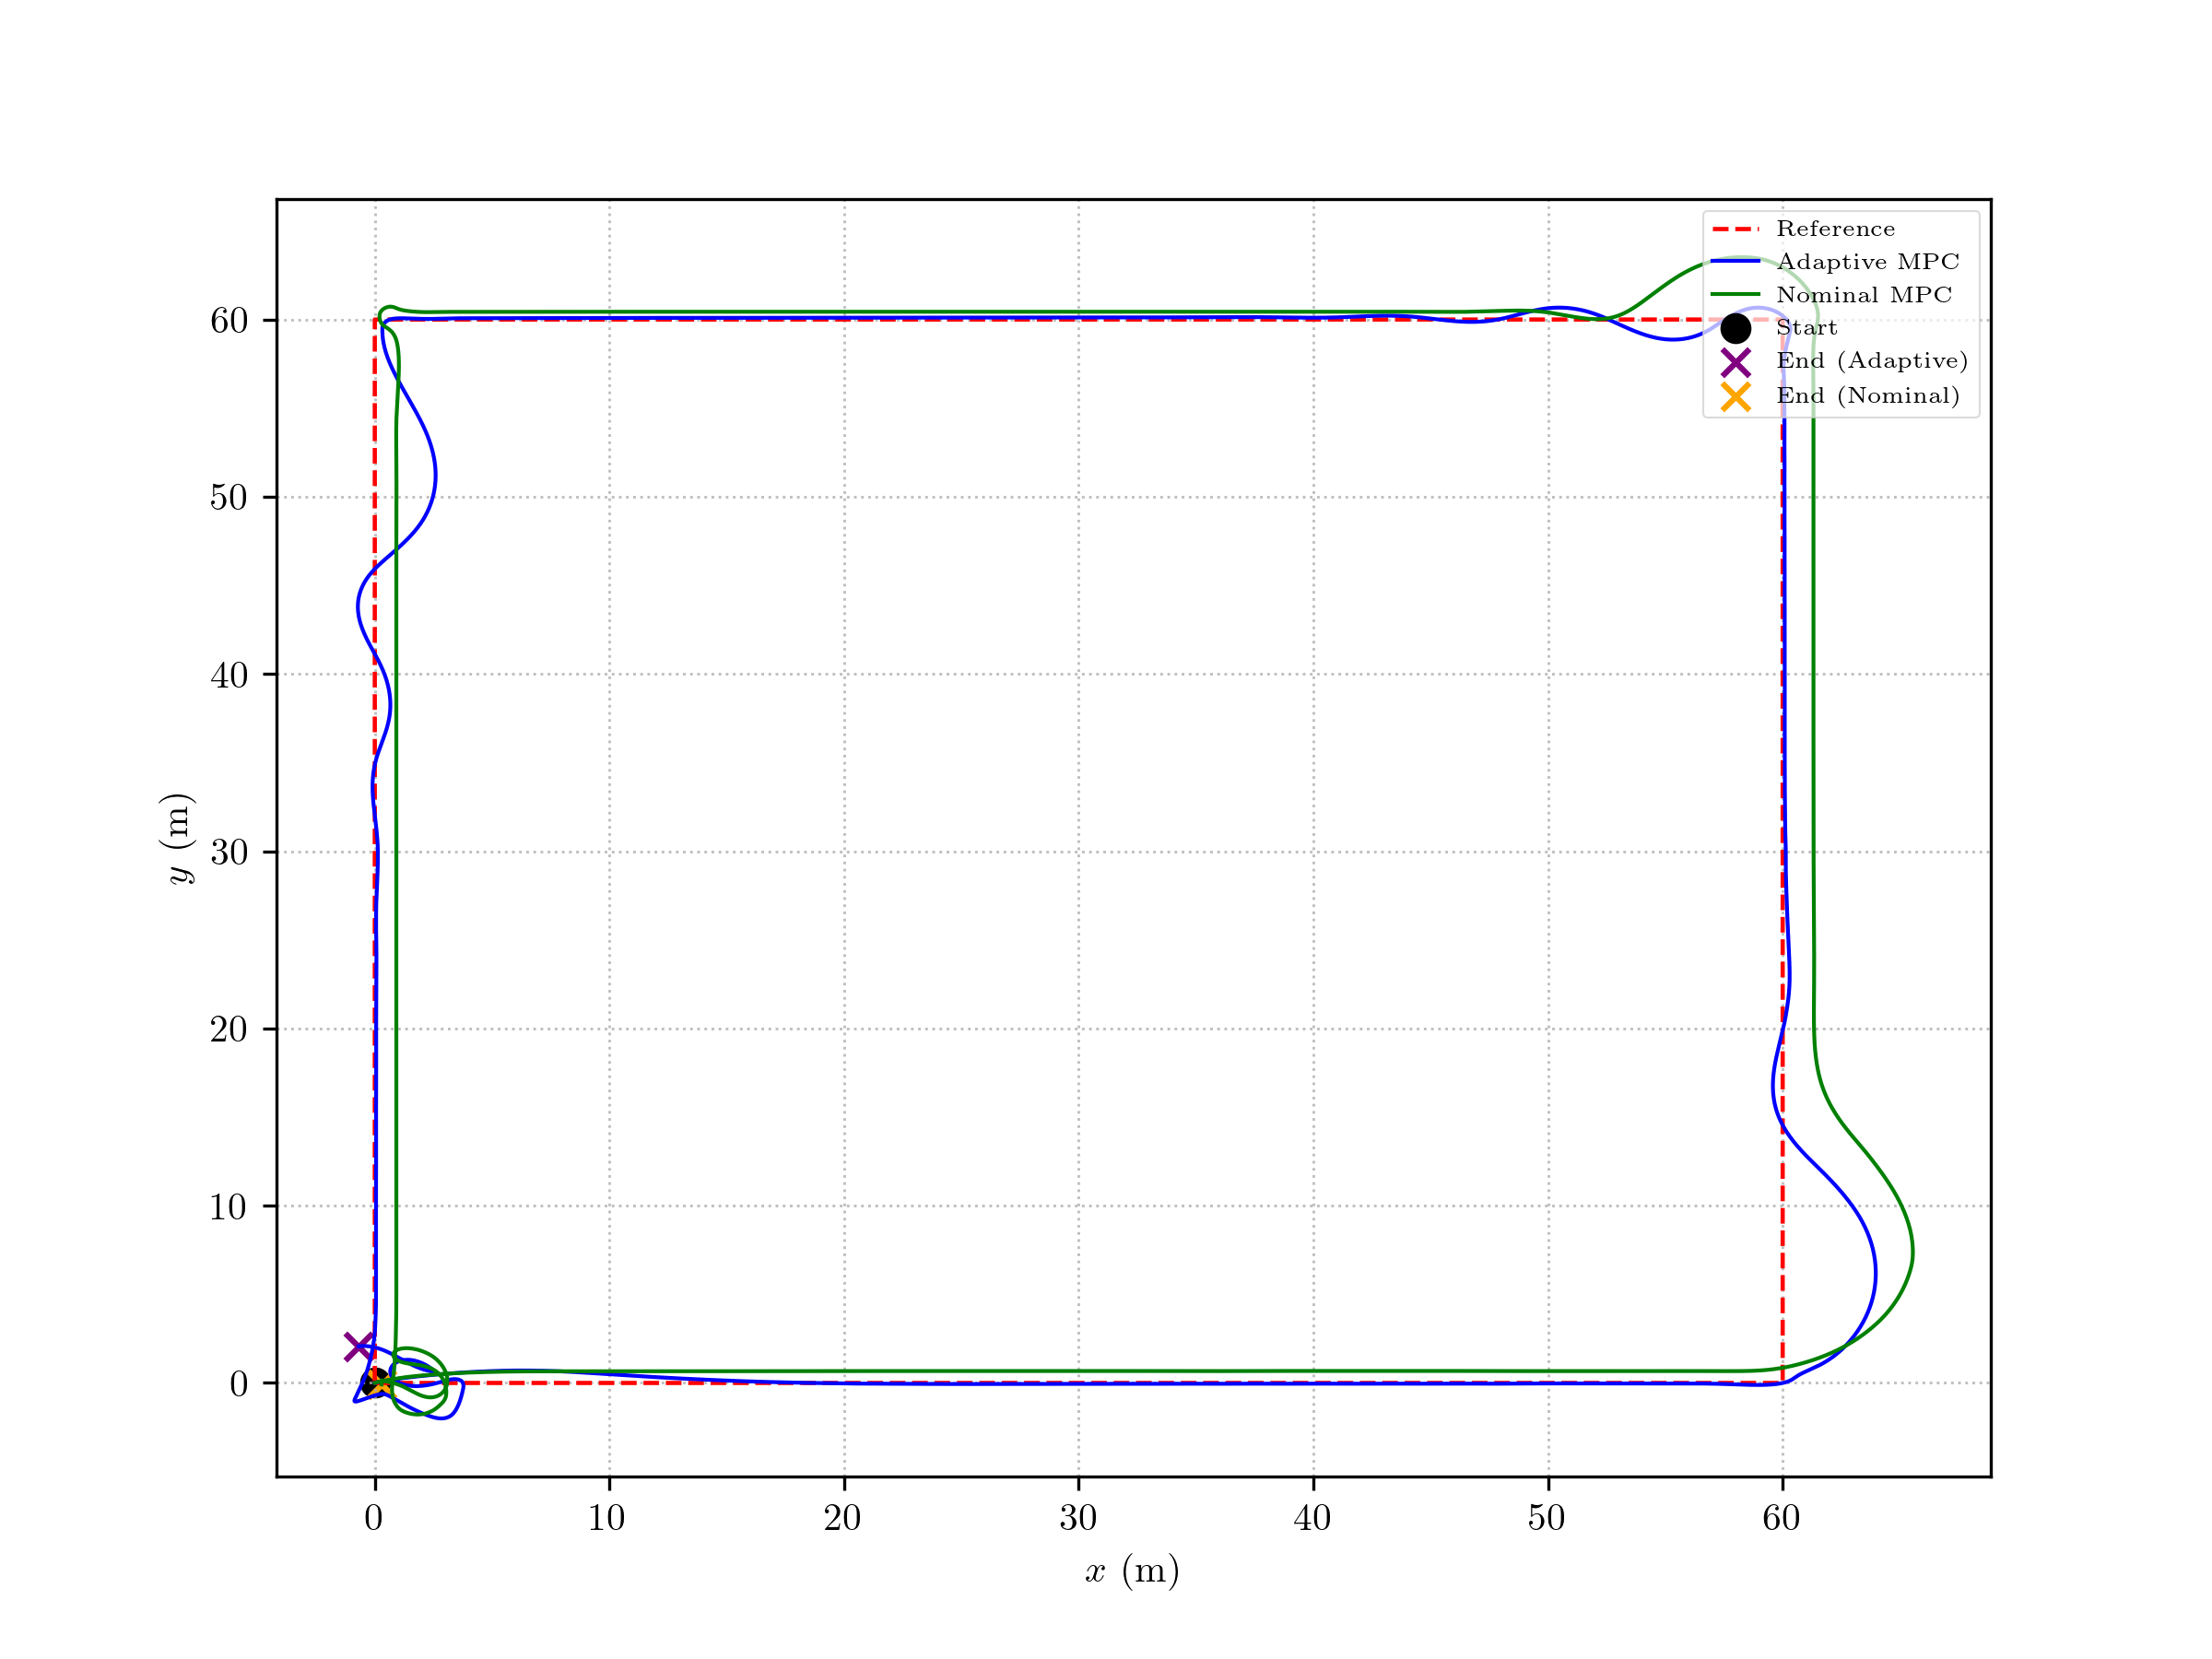 Reference
Adaptive MPC
Nominal MPC
Start
End (Adaptive)
End (Nominal)
60
50
40
30
20
10
0
y (m)
0 10 20 30 40 50 60
x (m)